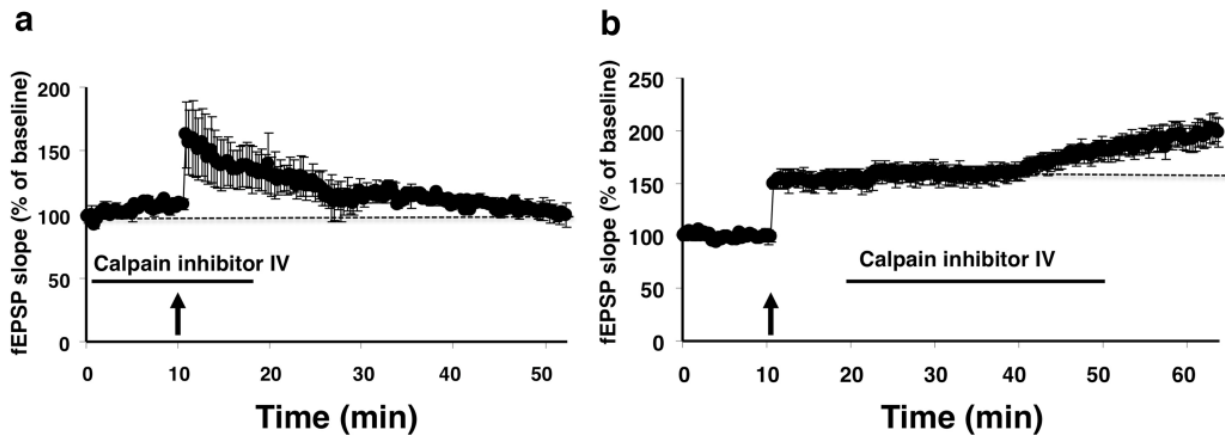 a
fEPSP slope (% of baseline)
200
150
100
50
0
Calpain inhibitor IV
0 10 20 30 40 50
Time (min)
b
fEPSP slope (% of baseline)
250
200
150
100
50
0
Calpain inhibitor IV
0 10 20 30 40 50 60
Time (min)